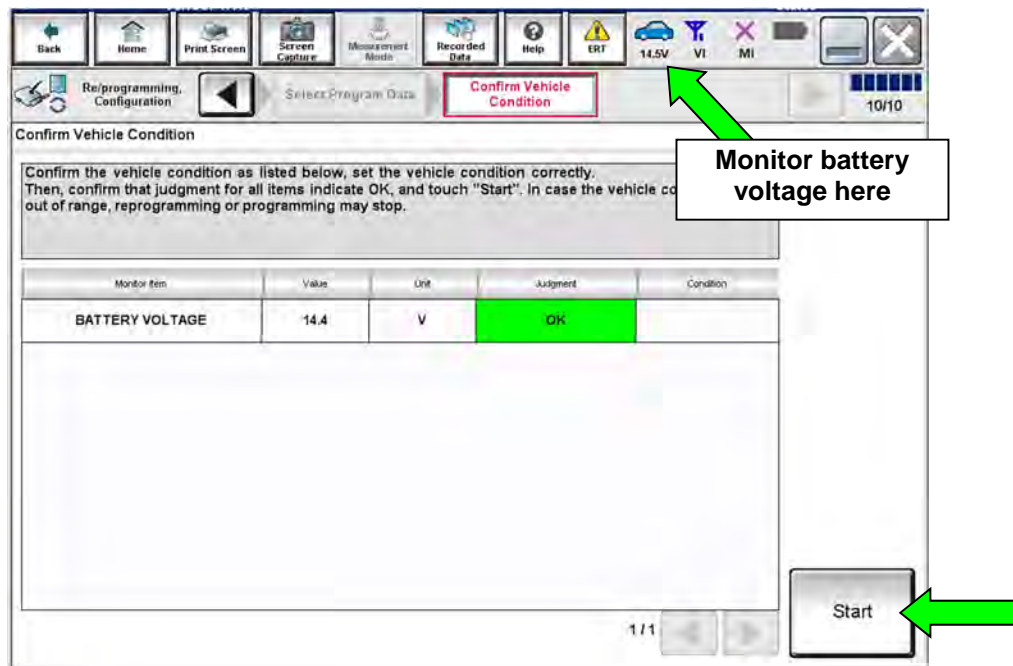 Back
Home
Print Screen
Screen Capture
Measurement Mode
Recorded Data
Help
ERT
14.5V
VI
MI
Re/programming, Configuration
Select Program Data
Confirm Vehicle Condition
10/10
Confirm Vehicle Condition
Monitor battery
voltage here
Confirm the vehicle condition as listed below, set the vehicle condition correctly.
Then, confirm that judgment for all items indicate OK, and touch "Start". In case the vehicle co
out of range, reprogramming or programming may stop.
Monitor Item Value Unit Judgment Condition
BATTERY VOLTAGE 14.4 V OK
1/1
Start